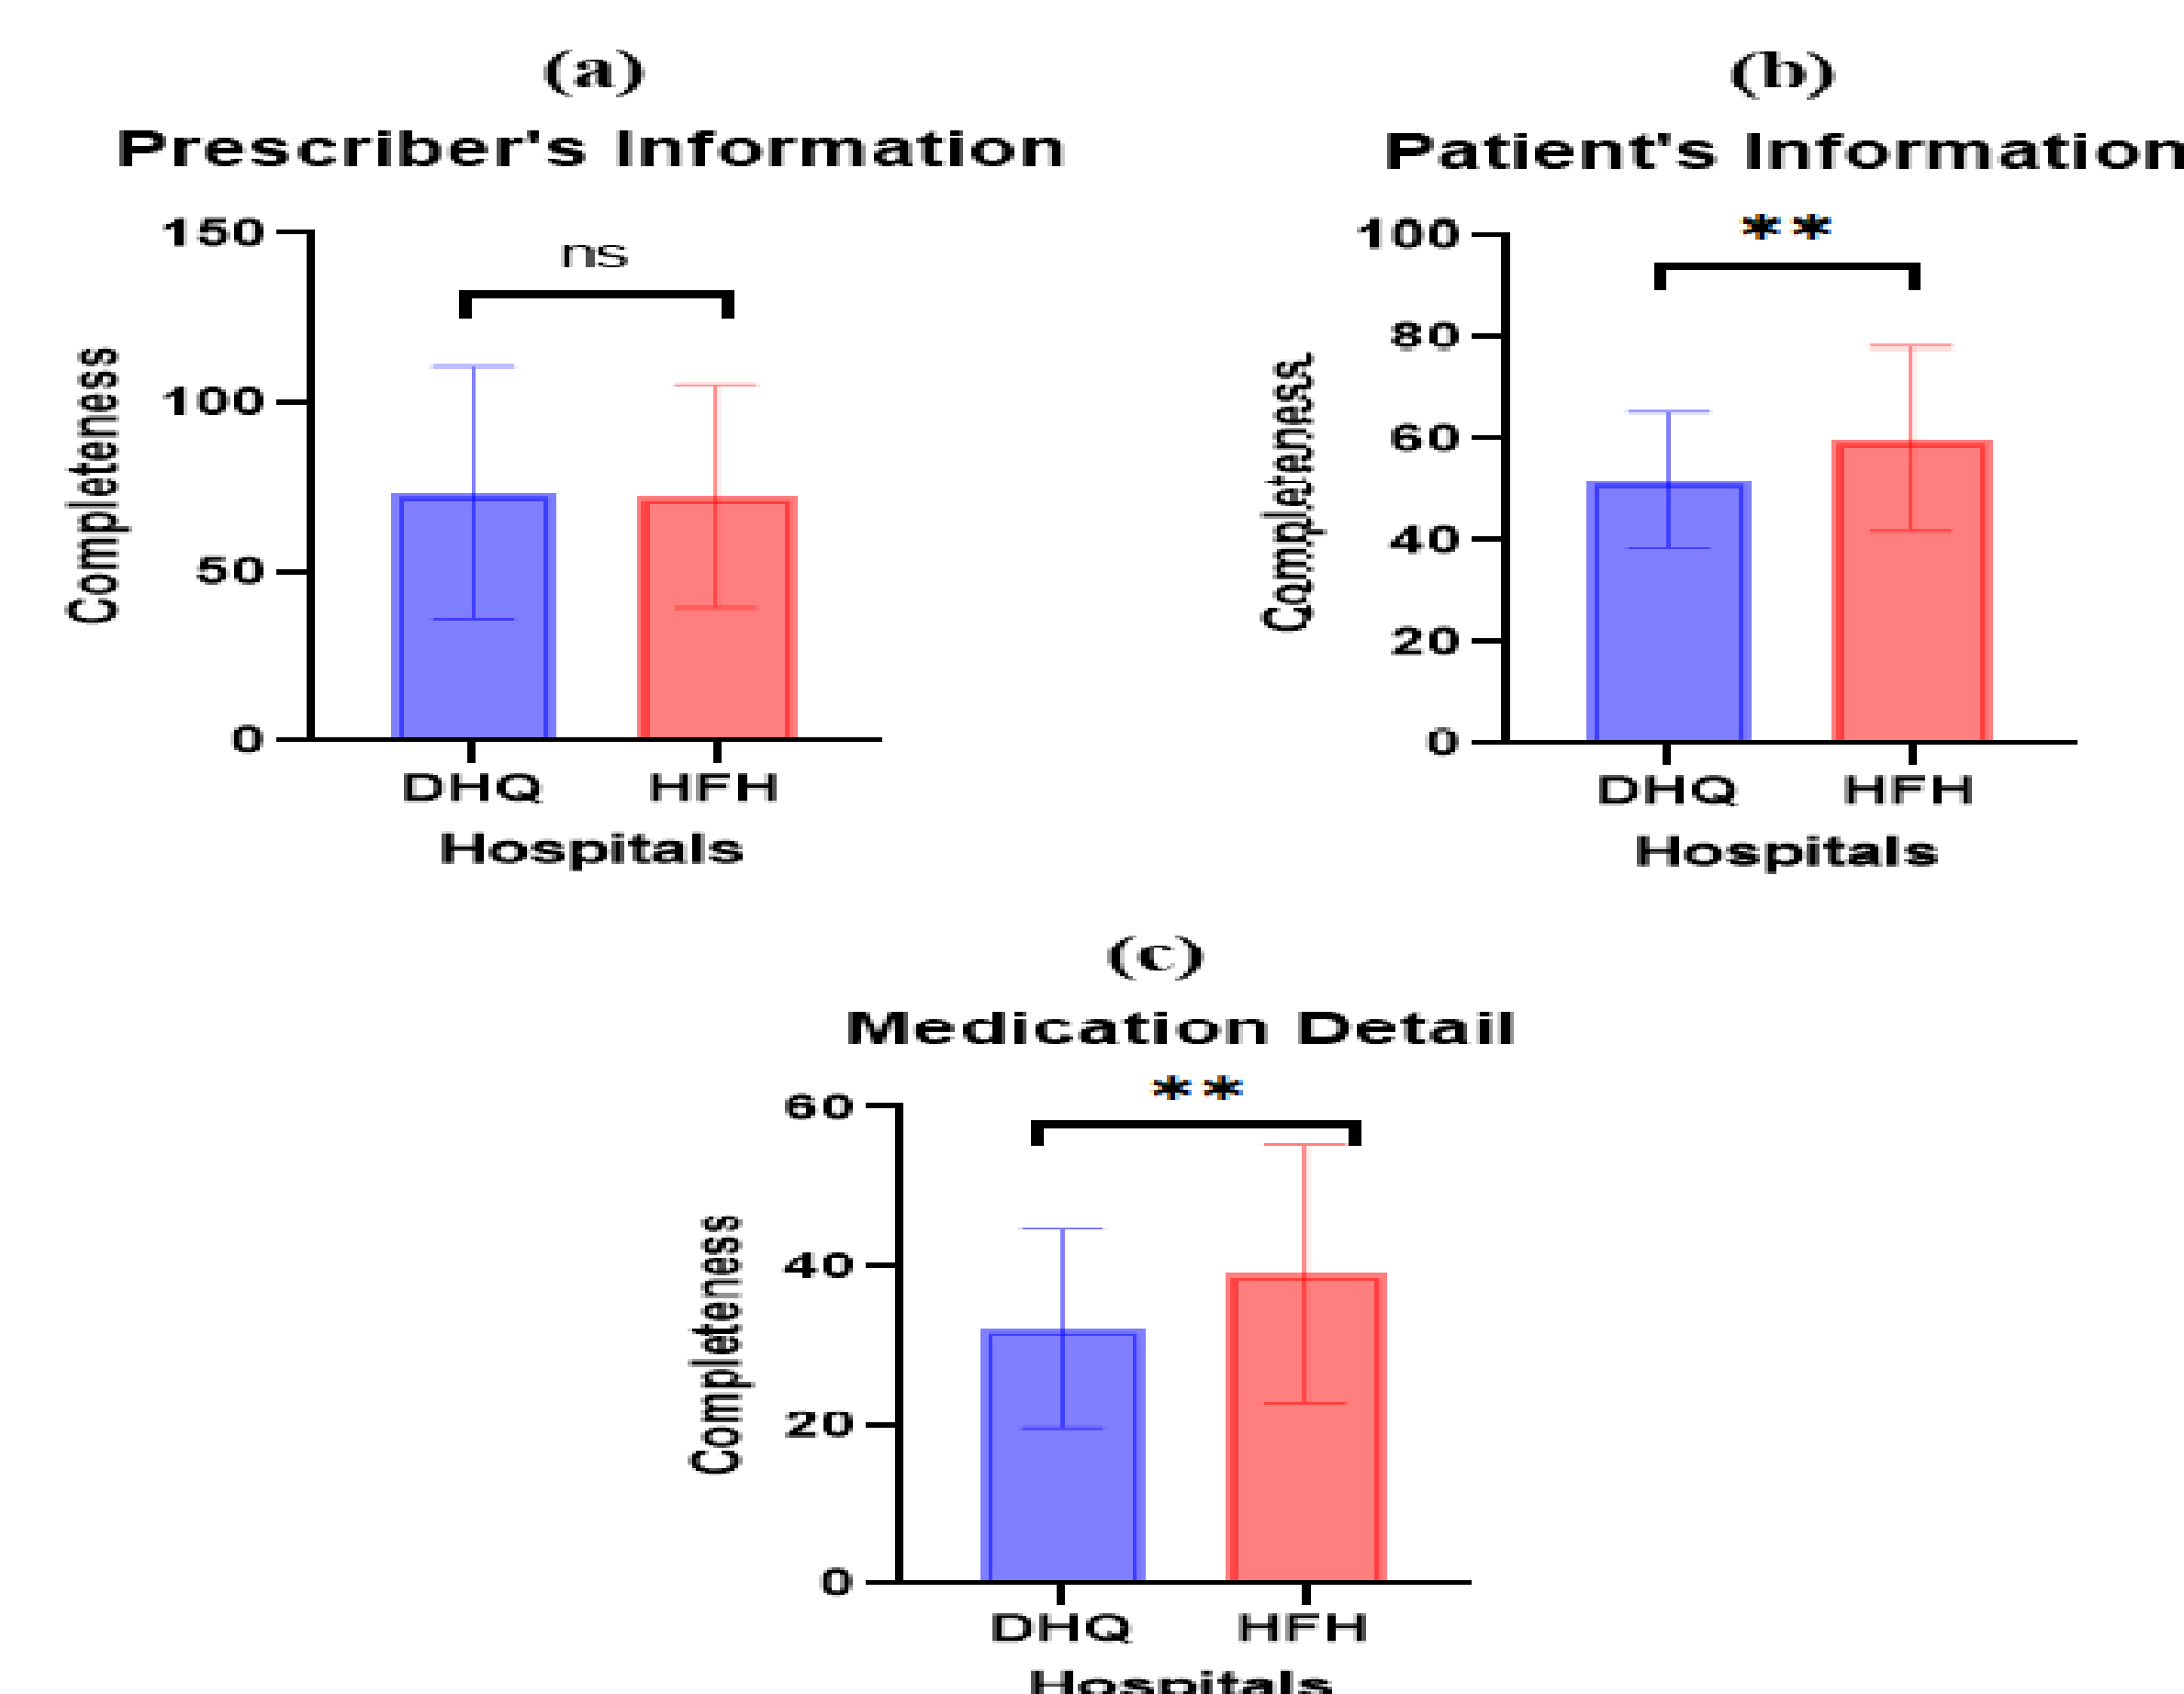 (a)
Prescriber's Information
150
ns
100
50
0
Completeness
DHQ HFH
Hospitals
(b)
Patient's Information
100
**
80
60
40
20
0
Completeness
DHQ HFH
Hospitals
(c)
Medication Detail
**
60
40
20
0
Completeness
DHQ HFH
Hospitals